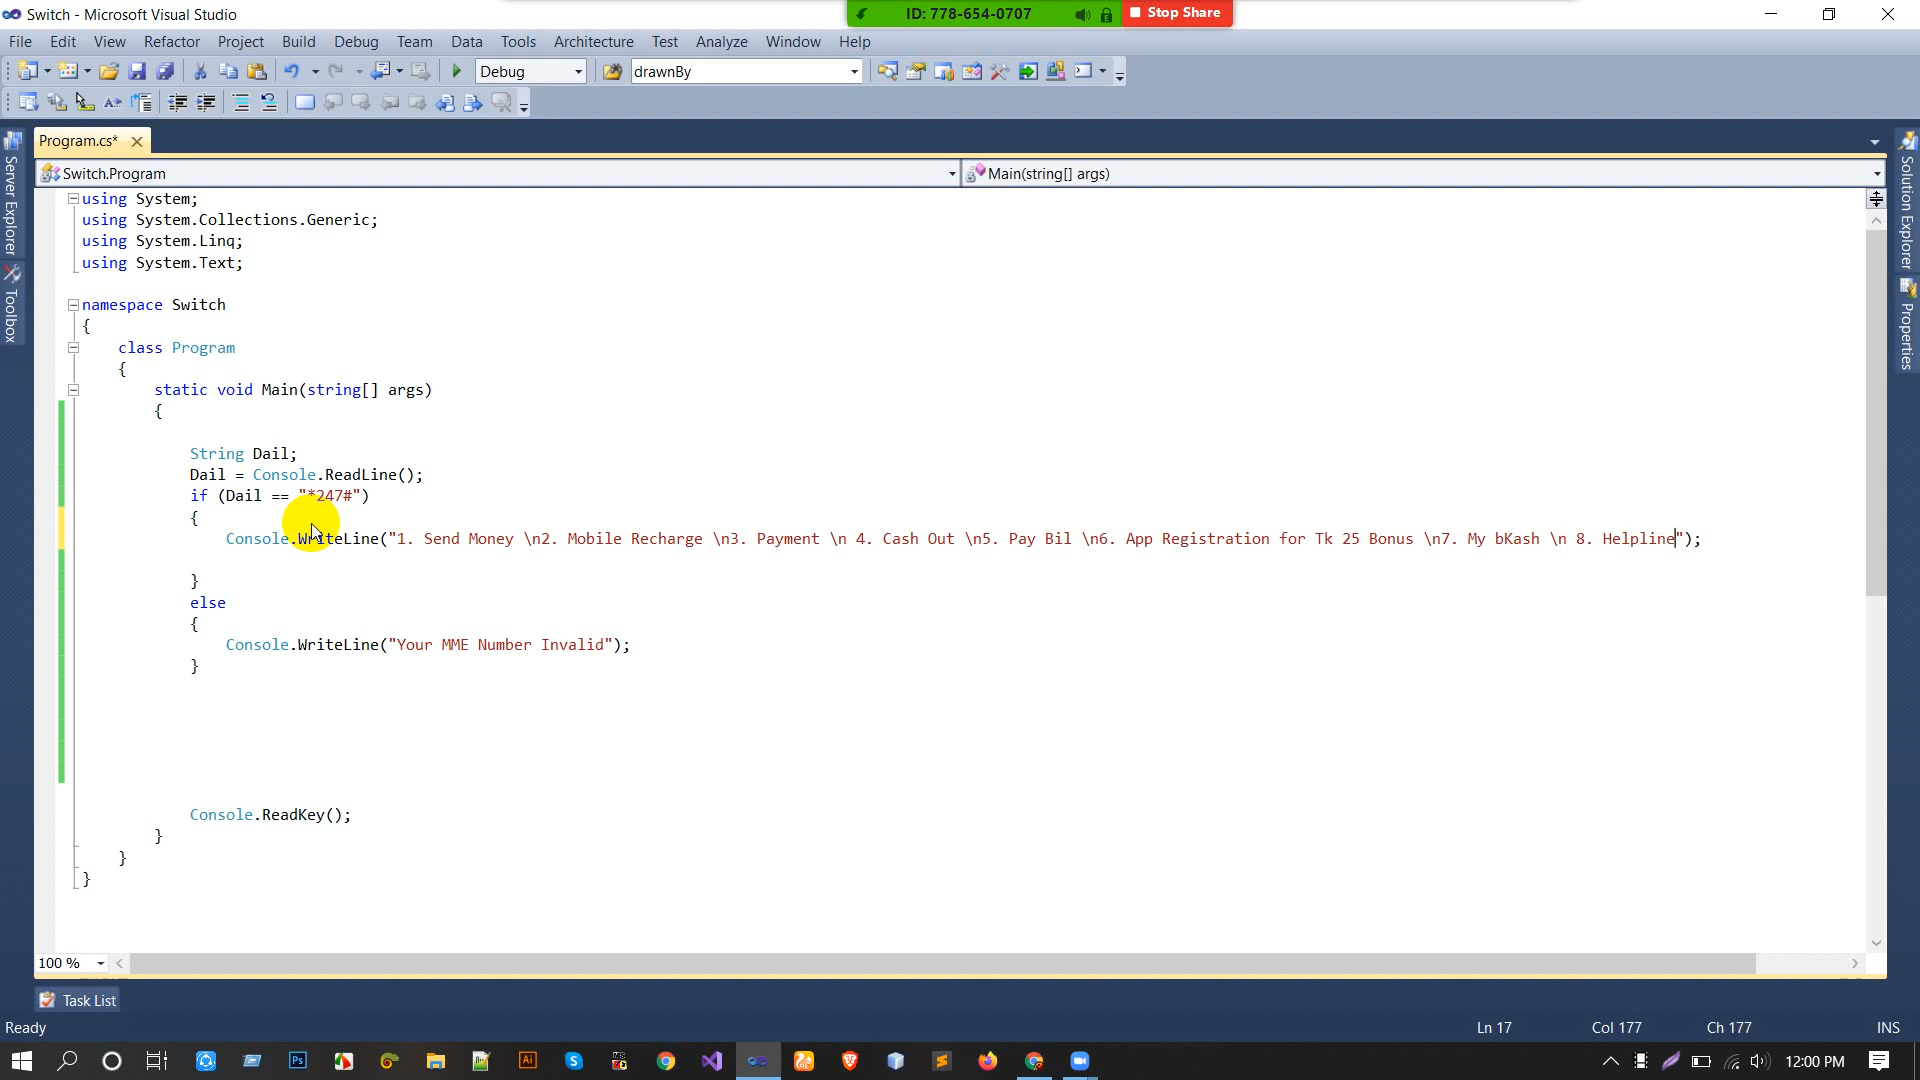 Switch - Microsoft Visual Studio
ID: 778-654-0707
Stop Share
File Edit View Refactor Project Build Debug Team Data Tools Architecture Test Analyze Window Help
Debug
drawnBy
Program.cs*
Switch.Program
Main(string[] args)
Server Explorer
Toolbox
Solution Explorer
Properties
using System;
using System.Collections.Generic;
using System.Linq;
using System.Text;
namespace Switch
{
class Program
{
static void Main(string[] args)
{
String Dail;
Dail = Console.ReadLine();
if (Dail == "*247#")
{
Console.WriteLine("1. Send Money \n2. Mobile Recharge \n3. Payment \n 4. Cash Out \n5. Pay Bil \n6. App Registration for Tk 25 Bonus \n7. My bKash \n 8. Helpline");
}
else
{
Console.WriteLine("Your MME Number Invalid");
}
Console.ReadKey();
}
}
}
100 %
Task List
Ready
Ln 17
Col 177
Ch 177
INS
12:00 PM